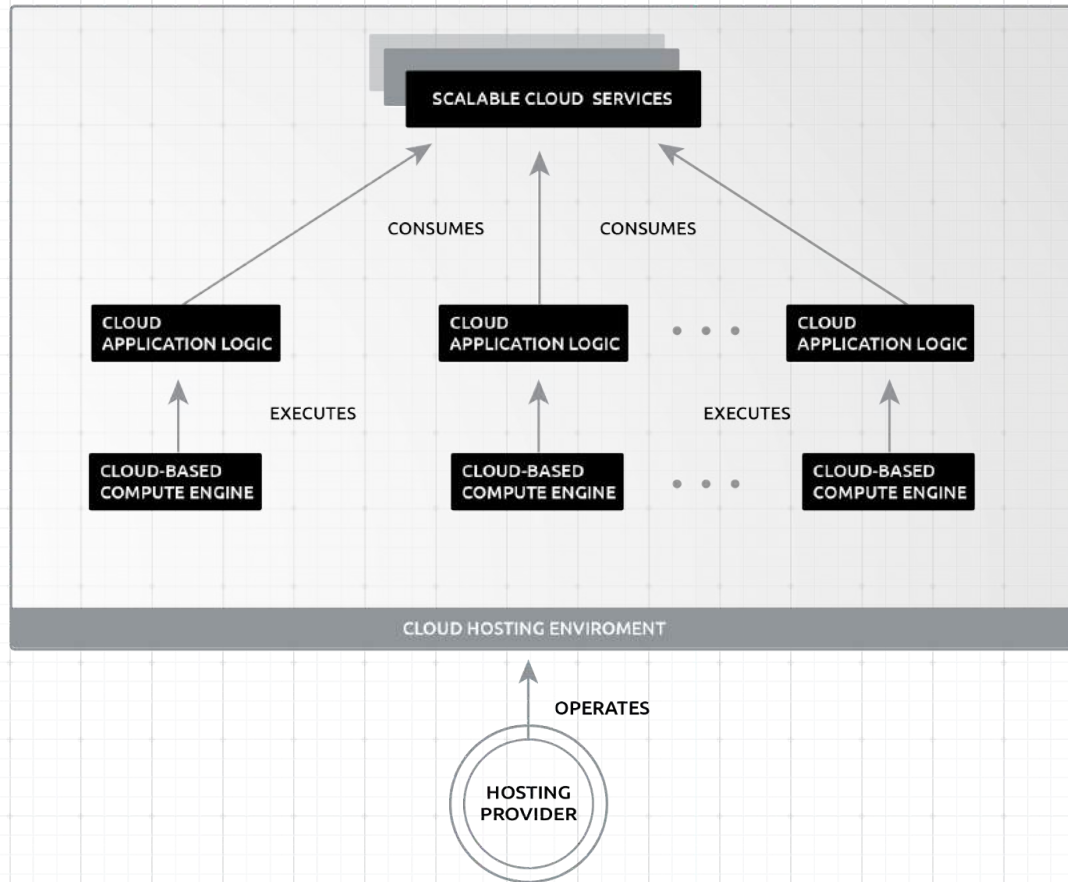 SCALABLE CLOUD SERVICES
CONSUMES
CONSUMES
CLOUD
APPLICATION LOGIC
CLOUD
APPLICATION LOGIC
CLOUD
APPLICATION LOGIC
EXECUTES
EXECUTES
CLOUD-BASED
COMPUTE ENGINE
CLOUD-BASED
COMPUTE ENGINE
CLOUD-BASED
COMPUTE ENGINE
CLOUD HOSTING ENVIROMENT
OPERATES
HOSTING
PROVIDER